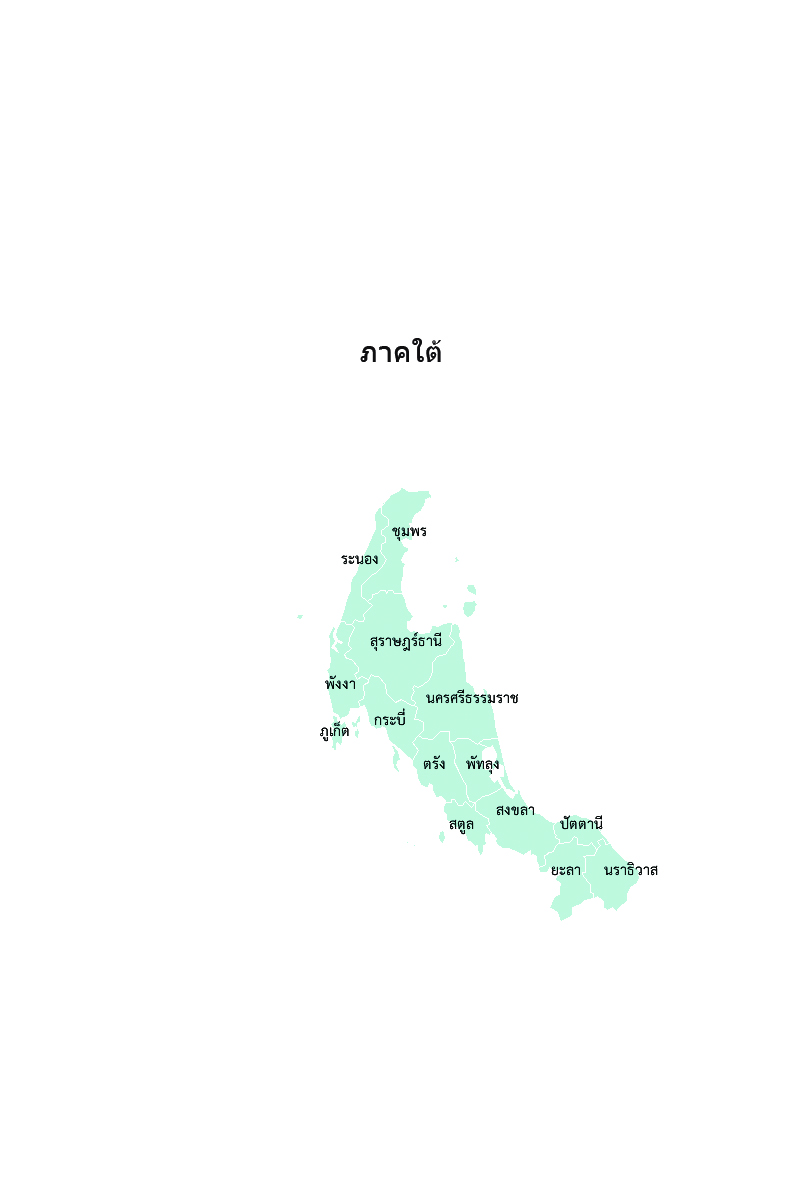 ภาคใต้
ชุมพร
ระนอง
สุราษฎร์ธานี
พังงา
นครศรีธรรมราช
กระบี่
ภูเก็ต
ตรัง
พัทลุง
สงขลา
สตูล
ปัตตานี
ยะลา
นราธิวาส